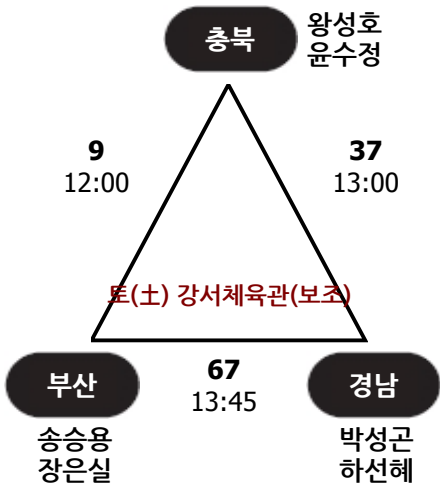 충북
왕성호
윤수정
9
12:00
37
13:00
토(土) 강서체육관(보조)
부산
67
13:45
경남
송승용
장은실
박성곤
하선혜